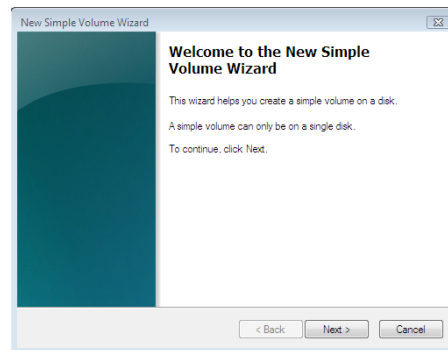 New Simple Volume Wizard
Welcome to the New Simple
Volume Wizard
This wizard helps you create a simple volume on a disk.
A simple volume can only be on a single disk.
To continue, click Next.
< Back
Next >
Cancel